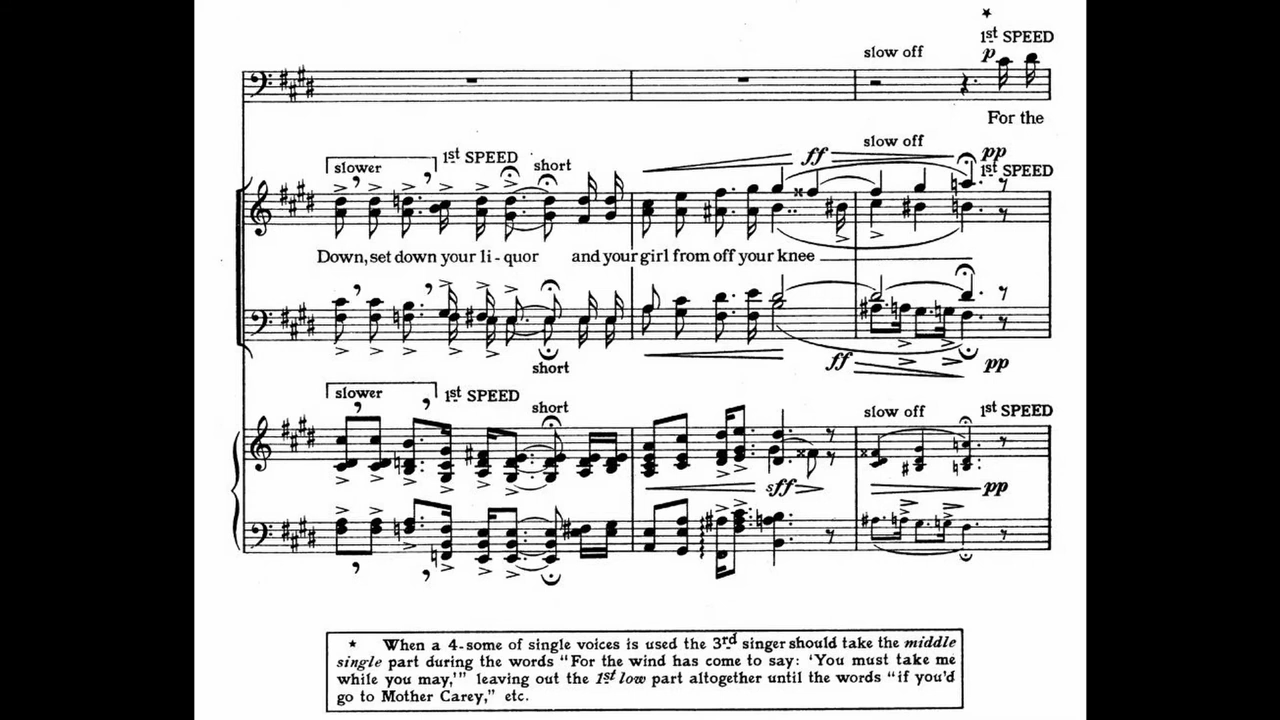 ★
1st SPEED
slow off
p
For the
slow off
ff
pp
slower
1st SPEED
short
1st SPEED
Down, set down your li - quor and your girl from off your knee
short
ff
pp
slower
1st SPEED
short
slow off
1st SPEED
sff
pp
★ When a 4-some of single voices is used the 3rd singer should take the middle
single part during the words "For the wind has come to say: 'You must take me
while you may,'" leaving out the 1st low part altogether until the words "if you'd
go to Mother Carey," etc.